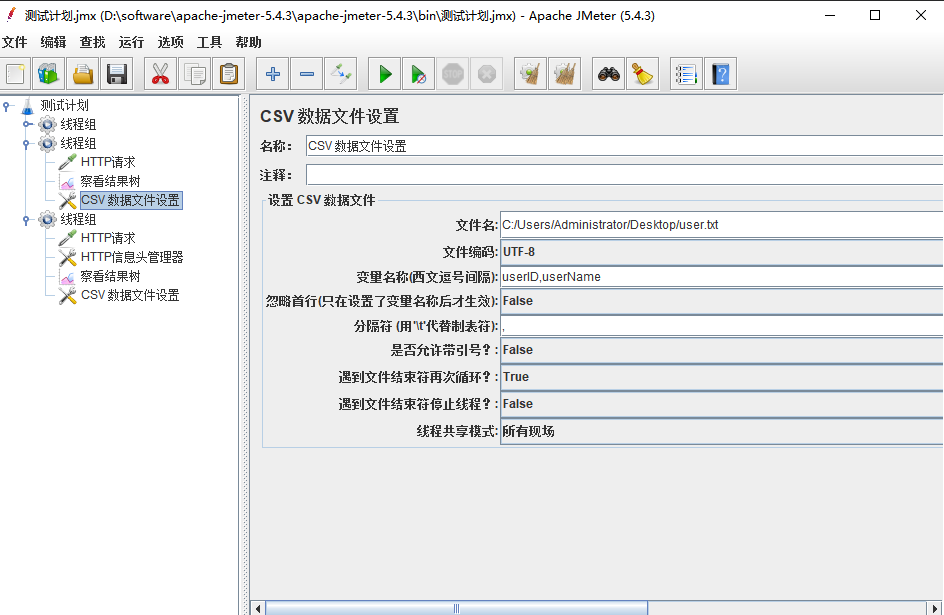 测试计划.jmx (D:\software\apache-jmeter-5.4.3\apache-jmeter-5.4.3\bin\测试计划.jmx) - Apache JMeter (5.4.3)
文件 编辑 查找 运行 选项 工具 帮助
STOP
测试计划
线程组
线程组
HTTP请求
察看结果树
CSV 数据文件设置
线程组
HTTP请求
HTTP信息头管理器
察看结果树
CSV 数据文件设置
CSV 数据文件设置
名称: CSV 数据文件设置
注释:
设置 CSV 数据文件
文件名: C:/Users/Administrator/Desktop/user.txt
文件编码: UTF-8
变量名称(西文逗号间隔): userID,userName
忽略首行(只在设置了变量名称后才生效): False
分隔符 (用'\t'代替制表符): ,
是否允许带引号? : False
遇到文件结束符再次循环? : True
遇到文件结束符停止线程? : False
线程共享模式: 所有现场